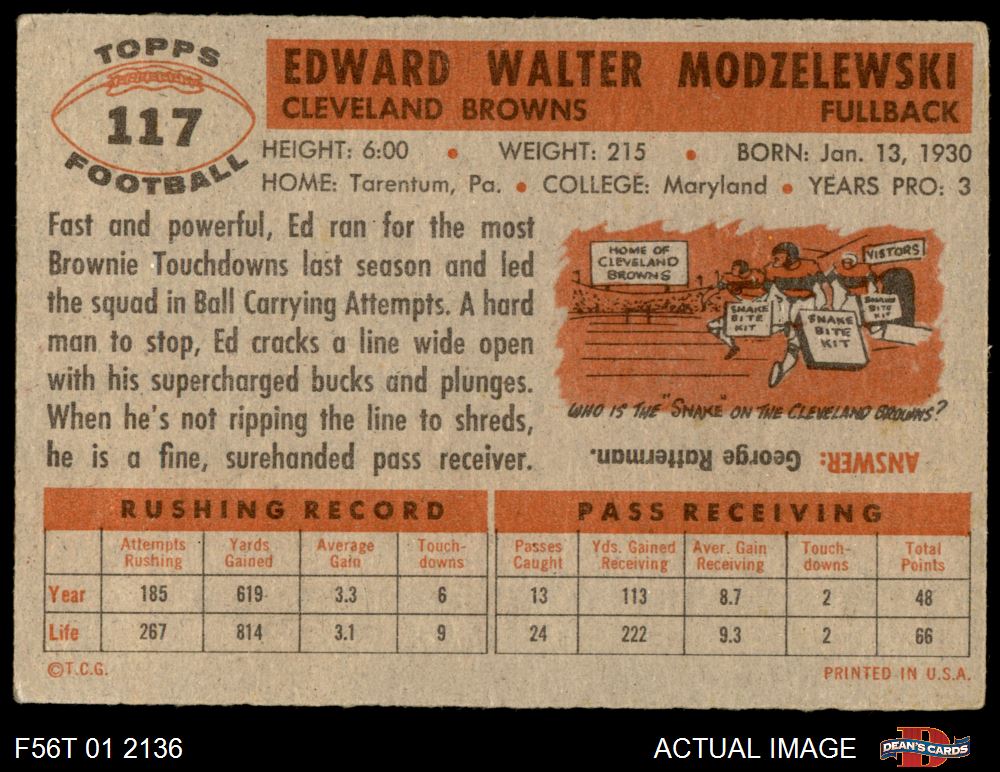 TOPPS
117
FOOTBALL
EDWARD WALTER MODZELEWSKI
CLEVELAND BROWNS FULLBACK
HEIGHT: 6:00 • WEIGHT: 215 • BORN: Jan. 13, 1930
HOME: Tarentum, Pa. • COLLEGE: Maryland • YEARS PRO: 3
Fast and powerful, Ed ran for the most
Brownie Touchdowns last season and led
the squad in Ball Carrying Attempts. A hard
man to stop, Ed cracks a line wide open
with his supercharged bucks and plunges.
When he's not ripping the line to shreds,
he is a fine, surehanded pass receiver.
HOME OF
CLEVELAND
BROWNS
VISTORS
SNAKE
BITE
KIT
SNAKE
BITE
KIT
SNAKE
BITE
KIT
WHO IS THE "SNAKE" ON THE CLEVELAND BROWNS?
ANSWER: George Ratterman.
RUSHING RECORD
Attempts Rushing Yards Gained Average Gain Touch-downs
Year 185 619 3.3 6
Life 267 814 3.1 9
PASS RECEIVING
Passes Caught Yds. Gained Receiving Aver. Gain Receiving Touch-downs Total Points
13 113 8.7 2 48
24 222 9.3 2 66
©T.C.G. PRINTED IN U.S.A.
F56T 01 2136 ACTUAL IMAGE D DEAN'S CARDS